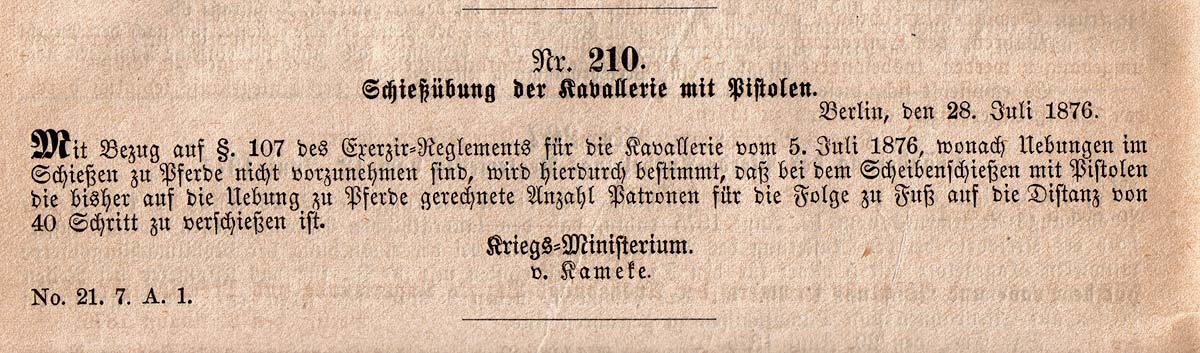 Nr. 210.
Schießübung der Kavallerie mit Pistolen.
Berlin, den 28. Juli 1876.
Mit Bezug auf §. 107 des Exerzir-Reglements für die Kavallerie vom 5. Juli 1876, wonach Uebungen im
Schießen zu Pferde nicht vorzunehmen sind, wird hierdurch bestimmt, daß bei dem Scheibenschießen mit Pistolen
die bisher auf die Uebung zu Pferde gerechnete Anzahl Patronen für die Folge zu Fuß auf die Distanz von
40 Schritt zu verschießen ist.
Kriegs-Ministerium.
v. Kameke.
No. 21. 7. A. 1.